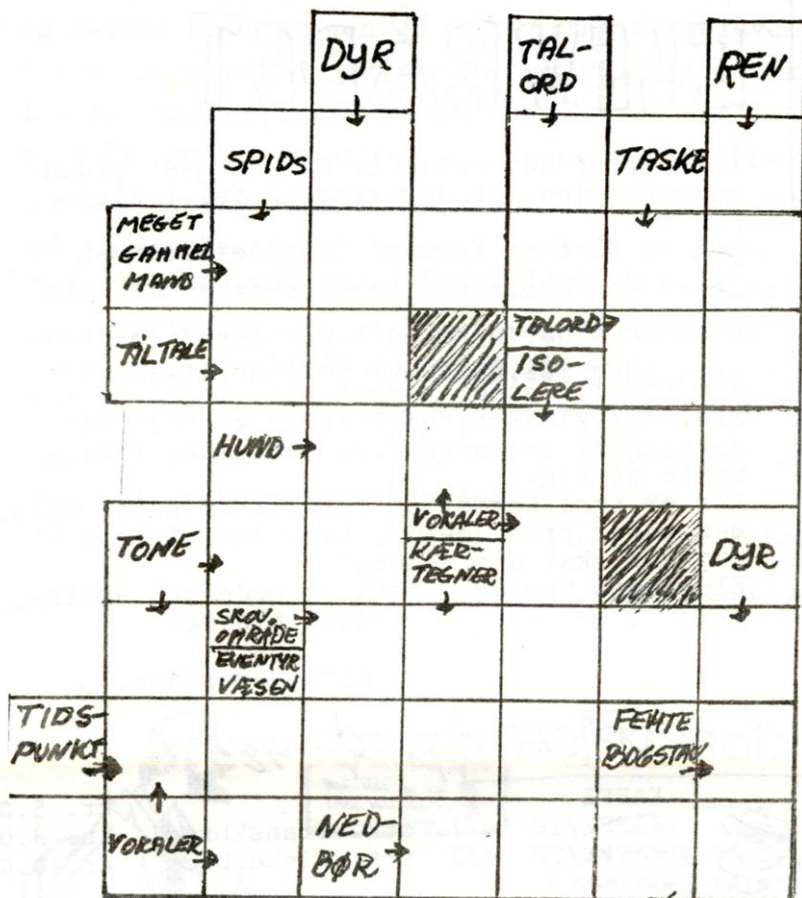 DYR
TAL-
ORD
REN
SPIDS
TASKE
MEGET
GAMMEL
MAND
TILTALE
TALORD
ISO-
LERE
HUND
TONE
VOKALER
KÆR-
TEGNER
DYR
SKOV.
OMRÅDE
EVENTYR
VÆSEN
TIDS-
PUNKT
FEMTE
BOGSTAV
VOKALER
NED-
BØR